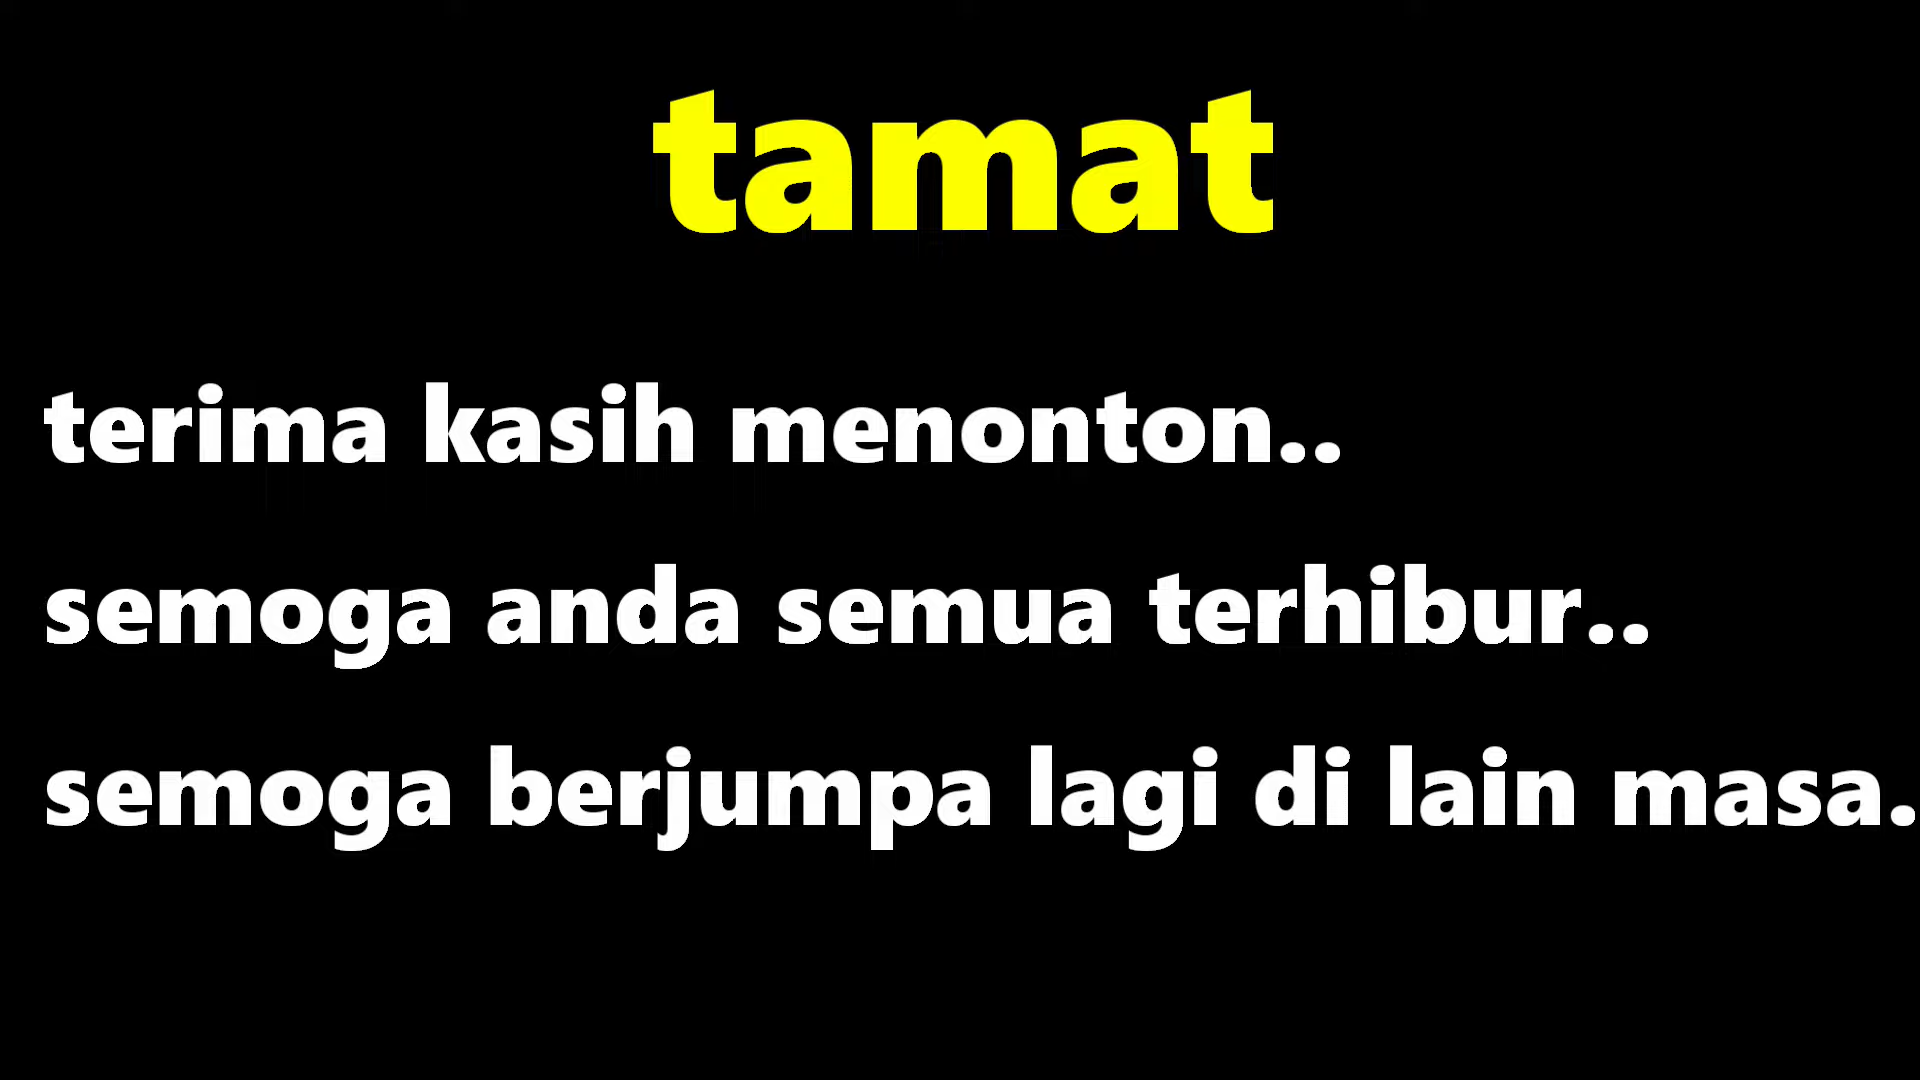 tamat
terima kasih menonton..
semoga anda semua terhibur..
semoga berjumpa lagi di lain masa.